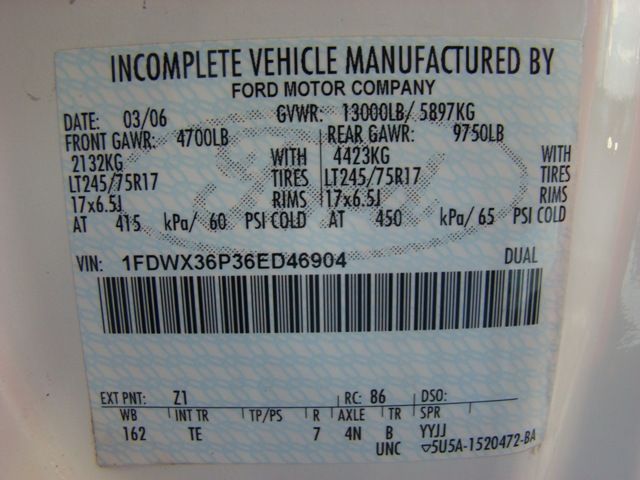 INCOMPLETE VEHICLE MANUFACTURED BY
FORD MOTOR COMPANY
DATE: 03/06 GVWR: 13000LB/ 5897KG
FRONT GAWR: 4700LB REAR GAWR: 9750LB
2132KG WITH 4423KG WITH
LT245/75R17 TIRES LT245/75R17 TIRES
17x6.5J RIMS 17x6.5J RIMS
AT 415 kPa/ 60 PSI COLD AT 450 kPa/ 65 PSI COLD
VIN: 1FDWX36P36ED46904 DUAL
EXT PNT: Z1 RC: 86 DSO:
WB INT TR TP/PS R AXLE TR SPR
162 TE 7 4N B YYJJ
UNC ▽5U5A-1520472-BA